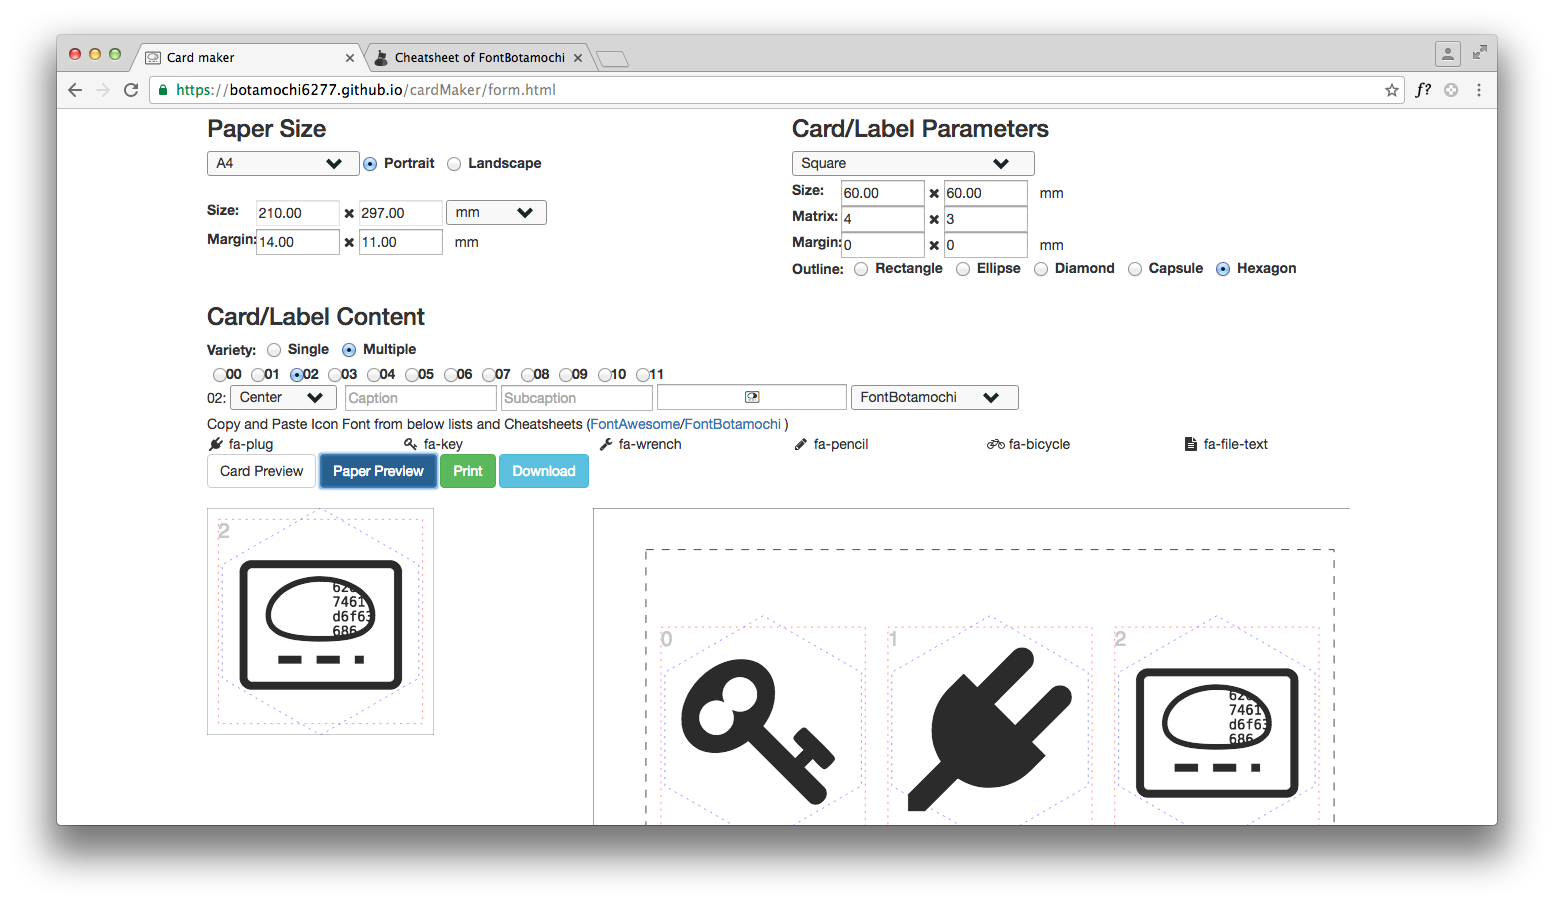 Card maker
Cheatsheet of FontBotamochi
https://botamochi6277.github.io/cardMaker/form.html
f?
Paper Size
A4 Portrait Landscape
Size: 210.00 × 297.00 mm
Margin: 14.00 × 11.00 mm
Card/Label Parameters
Square
Size: 60.00 × 60.00 mm
Matrix: 4 × 3
Margin: 0 × 0 mm
Outline: Rectangle Ellipse Diamond Capsule Hexagon
Card/Label Content
Variety: Single Multiple
00 01 02 03 04 05 06 07 08 09 10 11
02: Center Caption Subcaption FontBotamochi
Copy and Paste Icon Font from below lists and Cheatsheets (FontAwesome/FontBotamochi )
fa-plug fa-key fa-wrench fa-pencil fa-bicycle fa-file-text
Card Preview Paper Preview Print Download
2
7461
d6f63
686
0 1 2
7461
d6f63
686